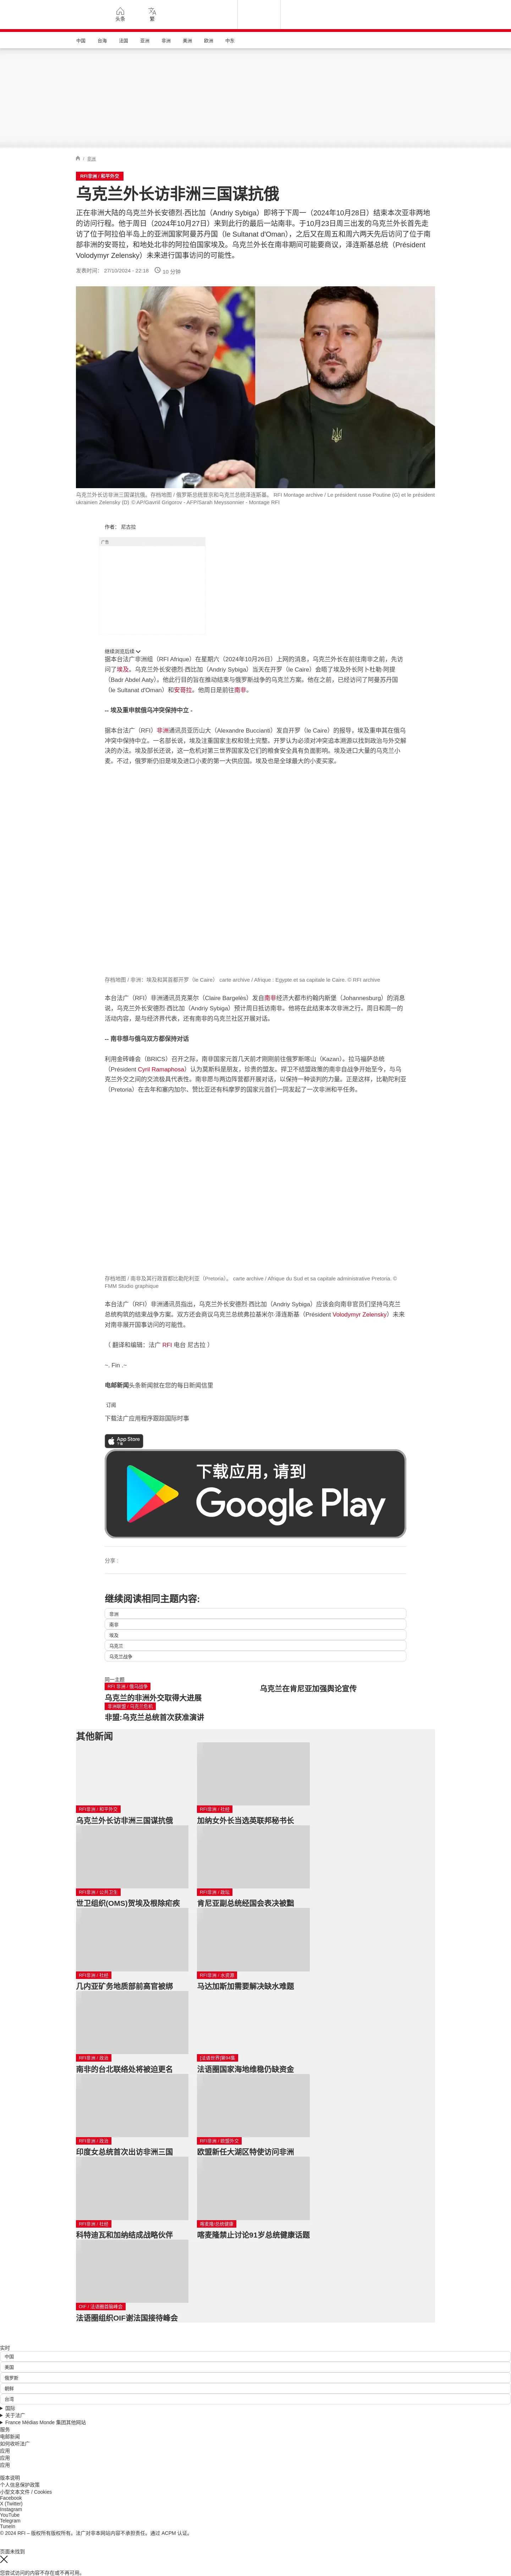 头条
繁
中国
台海
法国
亚洲
非洲
美洲
欧洲
中东
/ 非洲
RFI非洲 / 和平外交
乌克兰外长访非洲三国谋抗俄
正在非洲大陆的乌克兰外长安德烈·西比加（Andriy Sybiga）即将于下周一（2024年10月28日）结束本次亚非两地
的访问行程。他于周日（2024年10月27日）来到此行的最后一站南非。于10月23日周三出发的乌克兰外长首先走
访了位于阿拉伯半岛上的亚洲国家阿曼苏丹国（le Sultanat d'Oman），之后又在周五和周六两天先后访问了位于南
部非洲的安哥拉，和地处北非的阿拉伯国家埃及。乌克兰外长在南非期间可能要商议，泽连斯基总统（Président
Volodymyr Zelensky）未来进行国事访问的可能性。
发表时间： 27/10/2024 - 22:16 10 分钟
乌克兰外长访非洲三国谋抗俄。存档地图 / 俄罗斯总统普京和乌克兰总统泽连斯基。 RFI Montage archive / Le président russe Poutine (G) et le président
ukrainien Zelensky (D) © AP/Gavriil Grigorov - AFP/Sarah Meyssonnier - Montage RFI
作者： 尼古拉
广告
继续浏览后续
据本台法广非洲组（RFI Afrique）在星期六（2024年10月26日）上网的消息，乌克兰外长在前往南非之前，先访
问了埃及。乌克兰外长安德烈·西比加（Andriy Sybiga）当天在开罗（le Caire）会晤了埃及外长阿卜杜勒·阿提
（Badr Abdel Aaty）。他此行目的旨在推动结束与俄罗斯战争的乌克兰方案。他在之前，已经访问了阿曼苏丹国
（le Sultanat d'Oman）和安哥拉。他周日是前往南非。
-- 埃及重申就俄乌冲突保持中立 -
据本台法广（RFI）非洲通讯员亚历山大（Alexandre Buccianti）发自开罗（le Caire）的报导，埃及重申其在俄乌
冲突中保持中立。一名部长说，埃及注重国家主权和领土完整。开罗认为必须对冲突追本溯源以找到政治与外交解
决的办法。埃及部长还说，这一危机对第三世界国家及它们的粮食安全具有负面影响。埃及进口大量的乌克兰小
麦。不过，俄罗斯仍旧是埃及进口小麦的第一大供应国。埃及也是全球最大的小麦买家。
存档地图 / 非洲：埃及和其首都开罗（le Caire） carte archive / Afrique : Egypte et sa capitale le Caire. © RFI archive
本台法广（RFI）非洲通讯员克莱尔（Claire Bargelès）发自南非经济大都市约翰内斯堡（Johannesburg）的消息
说，乌克兰外长安德烈·西比加（Andriy Sybiga）预计周日抵达南非。他将在此结束本次非洲之行。周日和周一的
活动内容，是与经济界代表，还有南非的乌克兰社区开展对话。
-- 南非想与俄乌双方都保持对话
利用金砖峰会（BRICS）召开之际，南非国家元首几天前才刚刚前往俄罗斯喀山（Kazan）。拉马福萨总统
（Président Cyril Ramaphosa）认为莫斯科是朋友，珍贵的盟友。捍卫不结盟政策的南非自战争开始至今，与乌
克兰外交之间的交流极具代表性。南非愿与两边阵营都开展对话，以保持一种谈判的力量。正是这样，比勒陀利亚
（Pretoria）在去年和塞内加尔、赞比亚还有科摩罗的国家元首们一同发起了一次非洲和平任务。
存档地图 / 南非及其行政首都比勒陀利亚（Pretoria）。 carte archive / Afrique du Sud et sa capitale administrative Pretoria. ©
FMM Studio graphique
本台法广（RFI）非洲通讯员指出，乌克兰外长安德烈·西比加（Andriy Sybiga）应该会向南非官员们坚持乌克兰
总统构筑的结束战争方案。双方还会商议乌克兰总统弗拉基米尔·泽连斯基（Président Volodymyr Zelensky）未来
对南非展开国事访问的可能性。
（ 翻译和编辑：法广 RFI 电台 尼古拉 ）
~. Fin .~
电邮新闻头条新闻就在您的每日新闻信里
订阅
下载法广应用程序跟踪国际时事
App Store
下载
下载应用，请到
Google Play
分享 :
继续阅读相同主题内容:
非洲
南非
埃及
乌克兰
乌克兰战争
同一主题
RFI 非洲 / 俄乌战争
乌克兰的非洲外交取得大进展
乌克兰在肯尼亚加强舆论宣传
非洲联盟 / 乌克兰危机
非盟:乌克兰总统首次获准演讲
其他新闻
RFI非洲 / 和平外交
乌克兰外长访非洲三国谋抗俄
RFI非洲 / 社经
加纳女外长当选英联邦秘书长
RFI非洲 / 公共卫生
世卫组织(OMS)贺埃及根除疟疾
RFI非洲 / 政坛
肯尼亚副总统经国会表决被黜
RFI非洲 / 社经
几内亚矿务地质部前高官被绑
RFI非洲 / 水资源
马达加斯加需要解决缺水难题
RFI非洲 / 政治
南非的台北联络处将被迫更名
法语圈国家海地维稳仍缺资金
RFI非洲 / 政治
印度女总统首次出访非洲三国
RFI非洲 / 欧盟外交
欧盟新任大湖区特使访问非洲
RFI非洲 / 社经
科特迪瓦和加纳结成战略伙伴
喀麦隆/总统健康
喀麦隆禁止讨论91岁总统健康话题
OIF / 法语圈首脑峰会
法语圈组织OIF谢法国接待峰会
实时
中国
美国
俄罗斯
朝鲜
台湾
国际
关于法广
France Médias Monde 集团其他网站
服务
电邮新闻
如何收听法广
应用
应用
应用
版本说明
个人信息保护政策
小型文本文件 / Cookies
Facebook
X (Twitter)
Instagram
YouTube
Telegram
TuneIn
© 2024 RFI – 版权所有版权所有。法广对非本网站内容不承担责任。通过 ACPM 认证。
页面未找到
您尝试访问的内容不存在或不再可用。